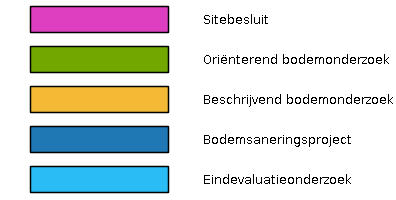 Sitebesluit
Oriënterend bodemonderzoek
Beschrijvend bodemonderzoek
Bodemsaneringsproject
Eindevaluatieonderzoek